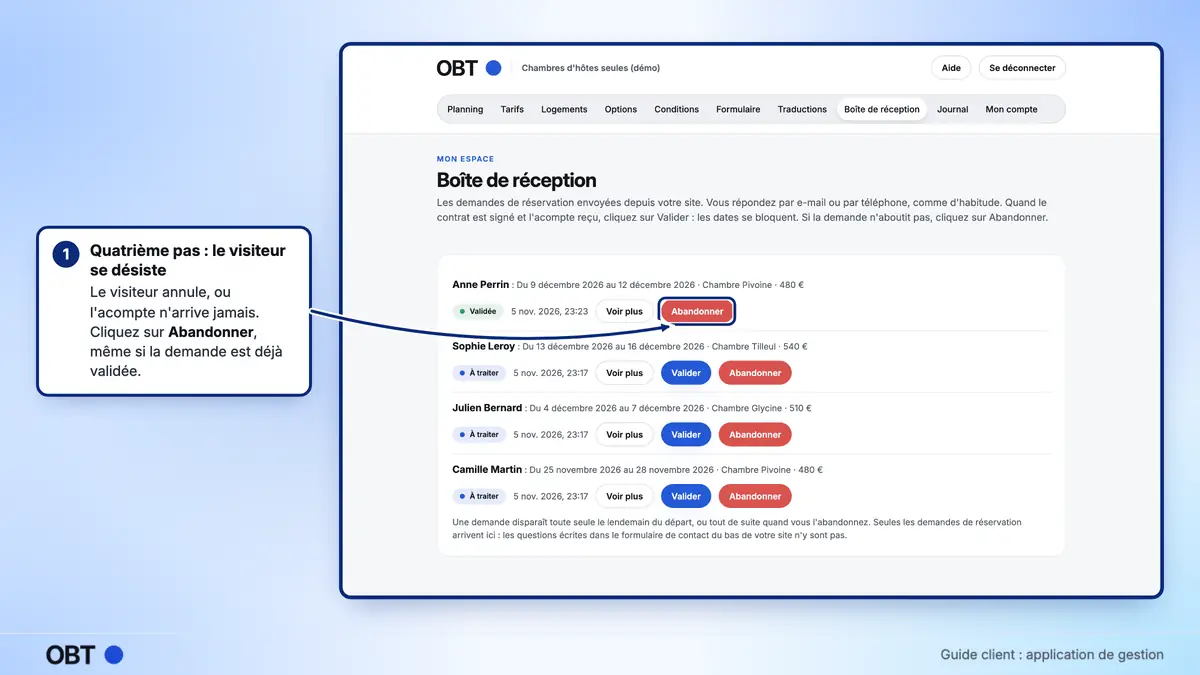 OBT
Chambres d'hôtes seules (démo)
Aide
Se déconnecter
Planning
Tarifs
Logements
Options
Conditions
Formulaire
Traductions
Boîte de réception
Journal
Mon compte
MON ESPACE
Boîte de réception
Les demandes de réservation envoyées depuis votre site. Vous répondez par e-mail ou par téléphone, comme d'habitude. Quand le
contrat est signé et l'acompte reçu, cliquez sur Valider : les dates se bloquent. Si la demande n'aboutit pas, cliquez sur Abandonner.
1
Quatrième pas : le visiteur
se désiste
Le visiteur annule, ou
l'acompte n'arrive jamais.
Cliquez sur Abandonner,
même si la demande est déjà
validée.
Anne Perrin : Du 9 décembre 2026 au 12 décembre 2026 · Chambre Pivoine · 480 €
Validée 5 nov. 2026, 23:23 Voir plus Abandonner
Sophie Leroy : Du 13 décembre 2026 au 16 décembre 2026 · Chambre Tilleul · 540 €
À traiter 5 nov. 2026, 23:17 Voir plus Valider Abandonner
Julien Bernard : Du 4 décembre 2026 au 7 décembre 2026 · Chambre Glycine · 510 €
À traiter 5 nov. 2026, 23:17 Voir plus Valider Abandonner
Camille Martin : Du 25 novembre 2026 au 28 novembre 2026 · Chambre Pivoine · 480 €
À traiter 5 nov. 2026, 23:17 Voir plus Valider Abandonner
Une demande disparaît toute seule le lendemain du départ, ou tout de suite quand vous l'abandonnez. Seules les demandes de réservation
arrivent ici : les questions écrites dans le formulaire de contact du bas de votre site n'y sont pas.
OBT
Guide client : application de gestion